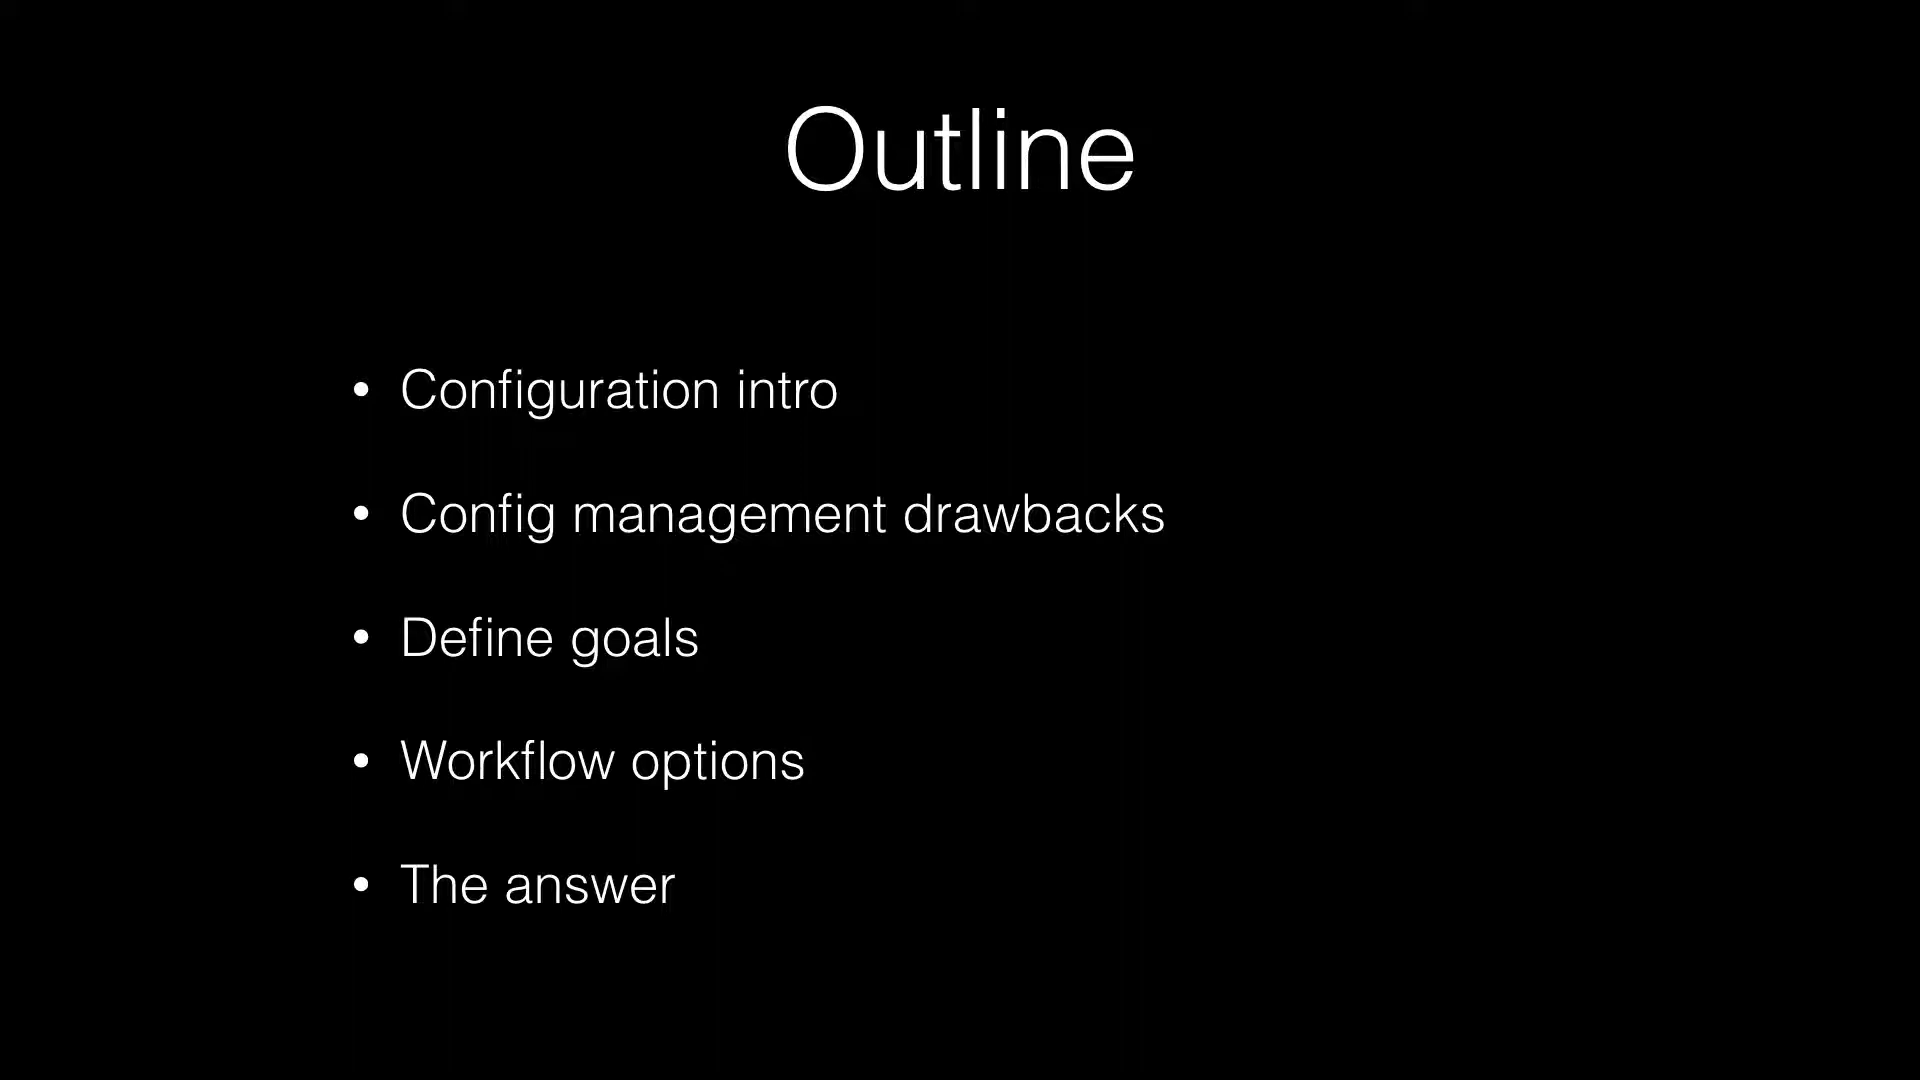 Outline
• Configuration intro
• Config management drawbacks
• Define goals
• Workflow options
• The answer